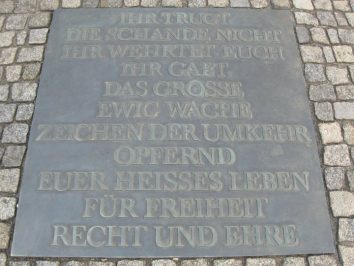 IHR TRUGT
DIE SCHANDE NICHT
IHR WEHRTET EUCH
IHR GABT
DAS GROSSE
EWIG WACHE
ZEICHEN DER UMKEHR
OPFERND
EUER HEISSES LEBEN
FÜR FREIHEIT
RECHT UND EHRE